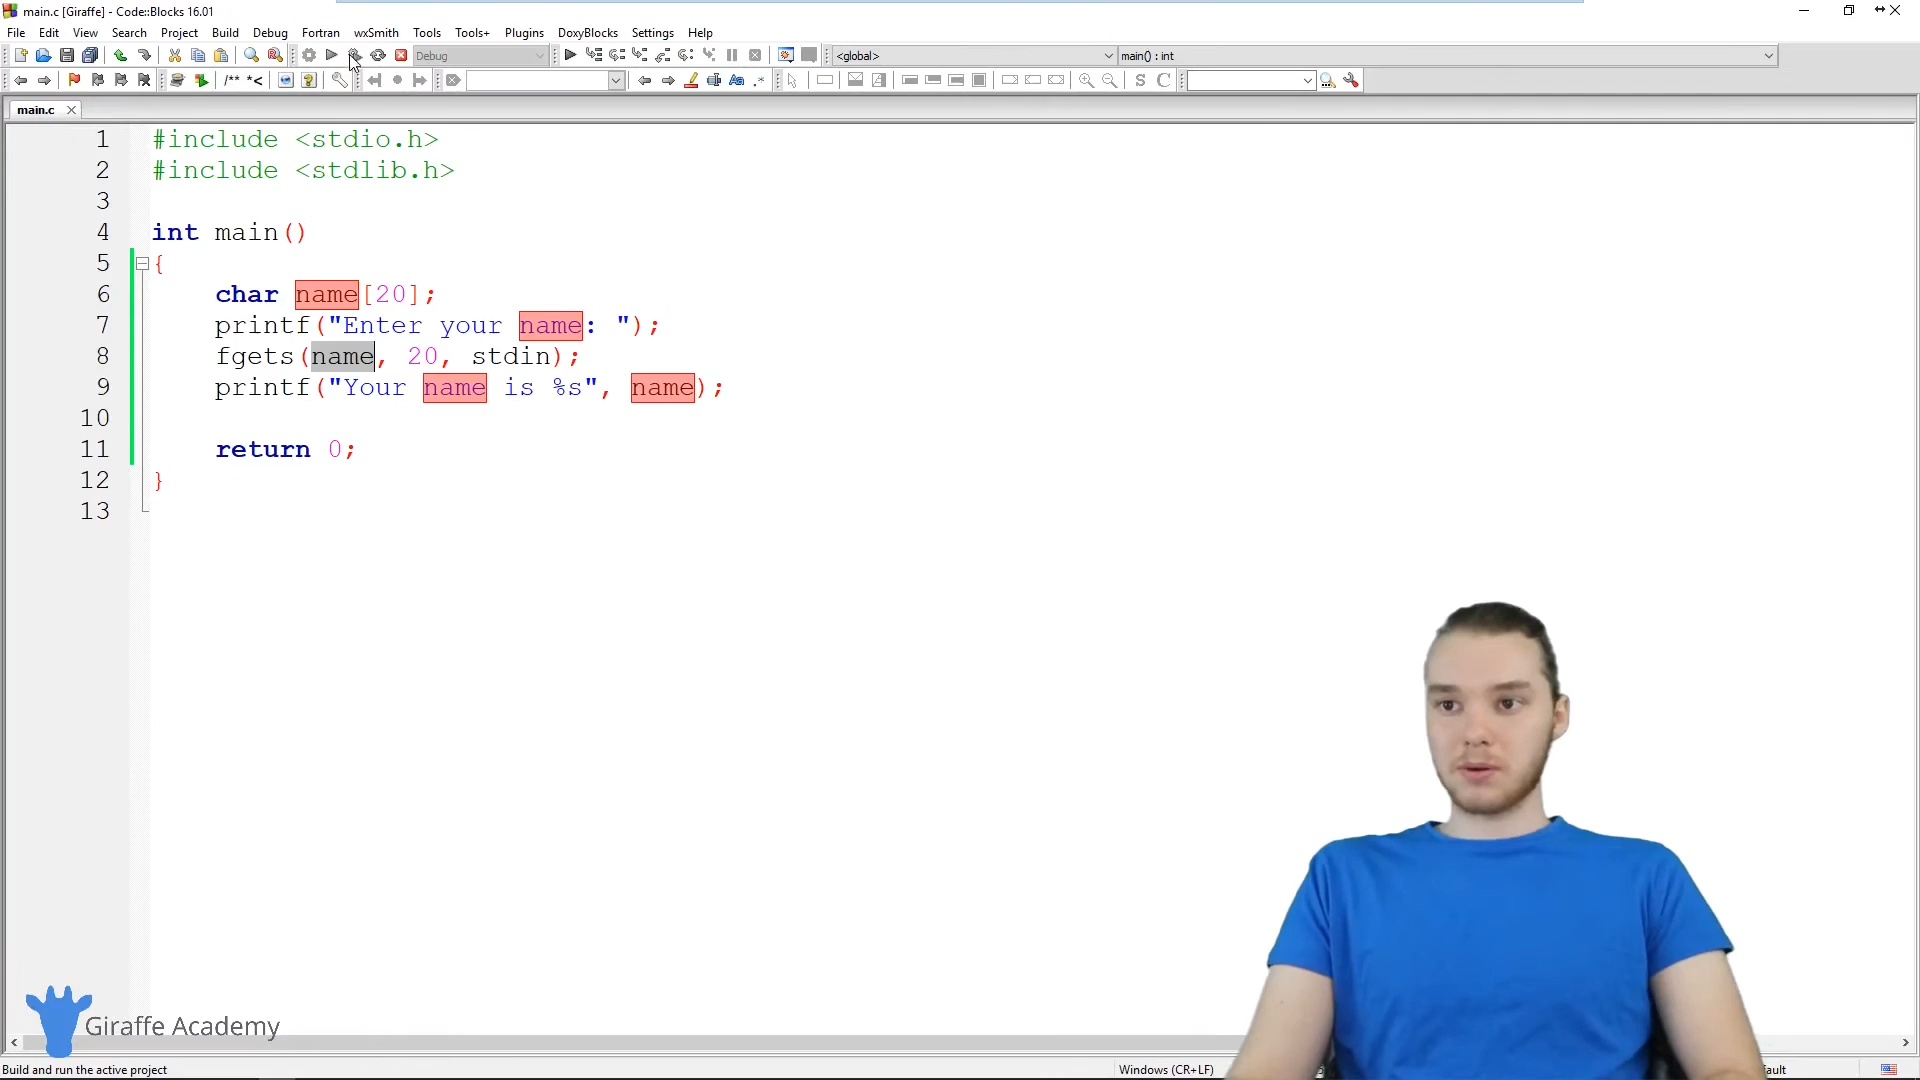 main.c [Giraffe] - Code::Blocks 16.01
File Edit View Search Project Build Debug Fortran wxSmith Tools Tools+ Plugins DoxyBlocks Settings Help
Debug <global> main() : int
/** *< Aa .* S C
main.c
1 #include <stdio.h>
2 #include <stdlib.h>
3
4 int main()
5 {
6 char name[20];
7 printf("Enter your name: ");
8 fgets(name, 20, stdin);
9 printf("Your name is %s", name);
10
11 return 0;
12 }
13
Giraffe Academy
Build and run the active project Windows (CR+LF) ault